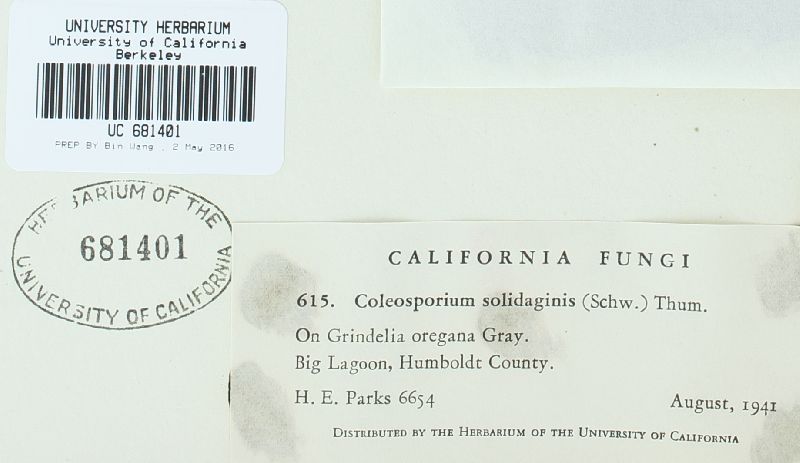 UNIVERSITY HERBARIUM
University of California
Berkeley
UC 681401
PREP BY Bin Wang , 2 May 2016
HERBARIUM OF THE
681401
UNIVERSITY OF CALIFORNIA
CALIFORNIA FUNGI
615. Coleosporium solidaginis (Schw.) Thum.
On Grindelia oregana Gray.
Big Lagoon, Humboldt County.
H. E. Parks 6654 August, 1941
Distributed by the Herbarium of the University of California